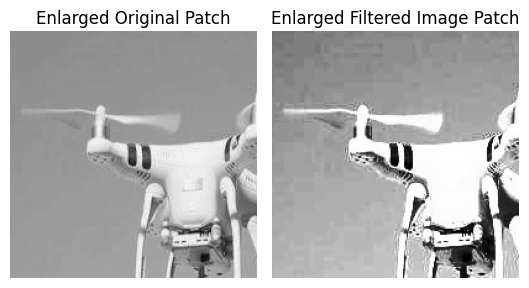 Enlarged Original Patch
Enlarged Filtered Image Patch